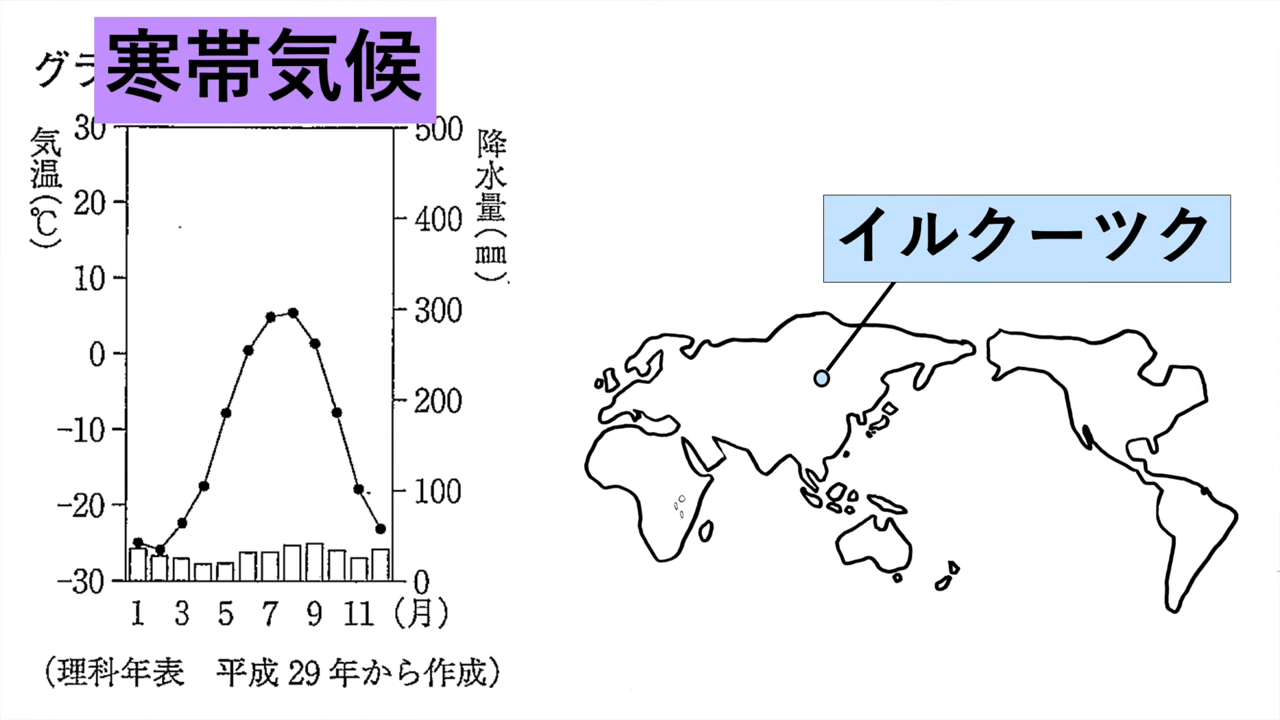 寒帯気候
グラ
気温(℃)
30
20
10
0
-10
-20
-30
降水量(㎜)
500
400
300
200
100
0
1 3 5 7 9 11 (月)
(理科年表 平成29年から作成)
イルクーツク